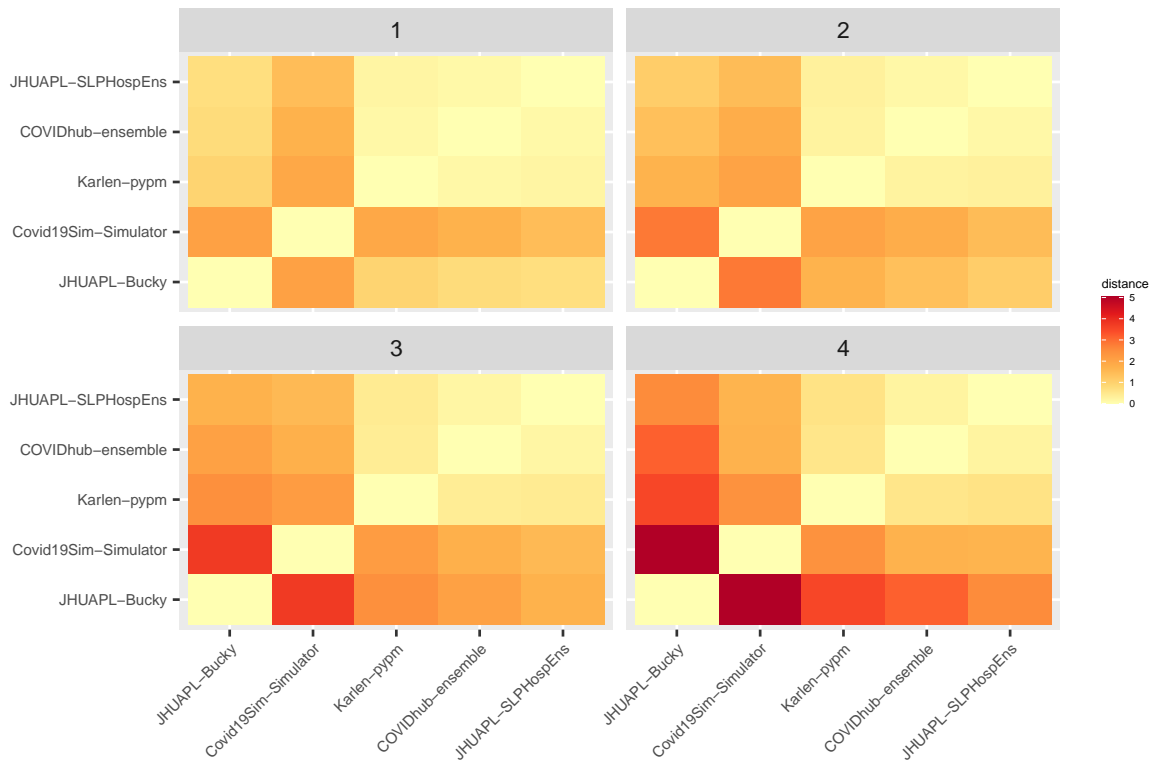 1
2
JHUAPL−SLPHospEns
COVIDhub−ensemble
Karlen−pypm
Covid19Sim−Simulator
JHUAPL−Bucky
distance
5
4
3
2
1
0
3
4
JHUAPL−SLPHospEns
COVIDhub−ensemble
Karlen−pypm
Covid19Sim−Simulator
JHUAPL−Bucky
JHUAPL−Bucky
Covid19Sim−Simulator
Karlen−pypm
COVIDhub−ensemble
JHUAPL−SLPHospEns
JHUAPL−Bucky
Covid19Sim−Simulator
Karlen−pypm
COVIDhub−ensemble
JHUAPL−SLPHospEns